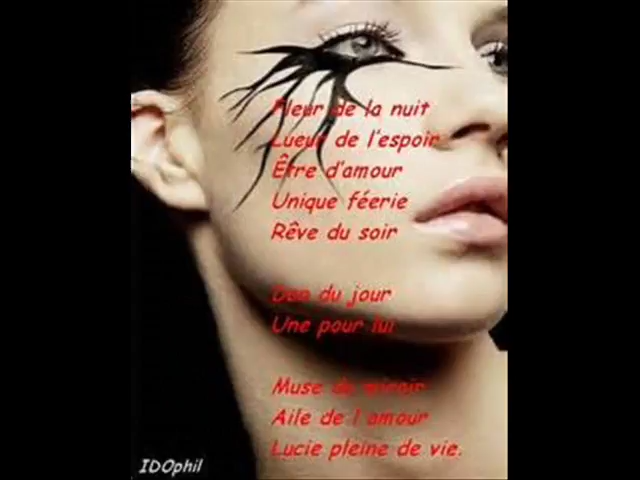 Fleur de la nuit
Lueur de l'espoir
Être d'amour
Unique féerie
Rêve du soir
Don du jour
Une pour lui
Muse du miroir
Aile de l'amour
Lucie pleine de vie.
IDOphil